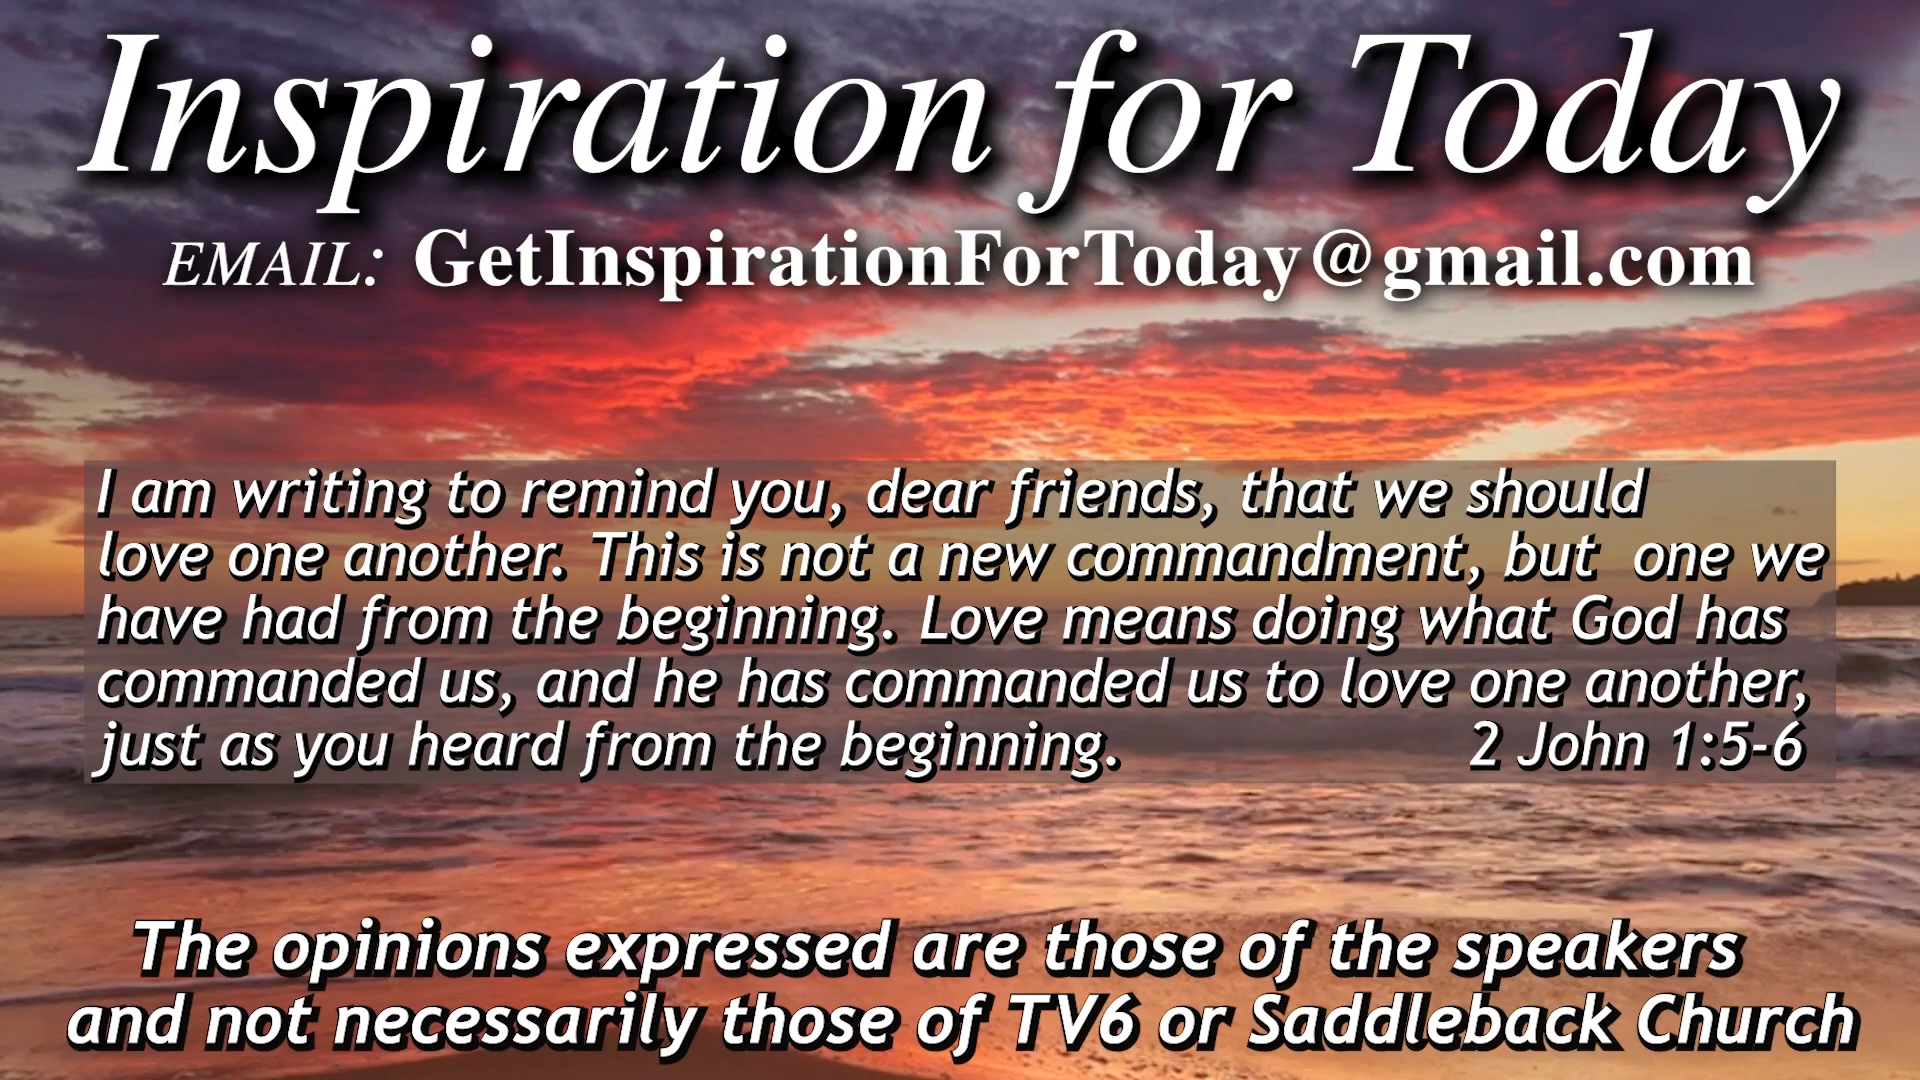 Inspiration for Today
EMAIL: GetInspirationForToday@gmail.com
I am writing to remind you, dear friends, that we should
love one another. This is not a new commandment, but one we
have had from the beginning. Love means doing what God has
commanded us, and he has commanded us to love one another,
just as you heard from the beginning. 2 John 1:5-6
The opinions expressed are those of the speakers
and not necessarily those of TV6 or Saddleback Church